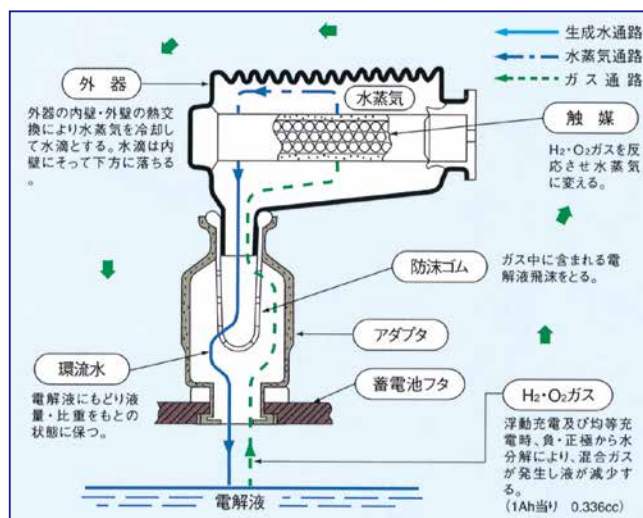 生成水通路
水蒸気通路
ガス通路
外器
外器の内壁・外壁の熱交
換により水蒸気を冷却して
水滴とする。水滴は内
壁にそって下方に落ちる
。
水蒸気
触媒
H₂・O₂ガスを反
応させ水蒸気
に変える。
防沫ゴム
ガス中に含まれる電
解液飛沫をとる。
アダプタ
環流水
電解液にもどり液
量・比重をもとの
状態に保つ。
蓄電池フタ
H₂・O₂ガス
浮動充電及び均等充
電時、負・正極から水
分解により、混合ガス
が発生し液が減少す
る。
(1Ah当り 0.336cc)
電解液